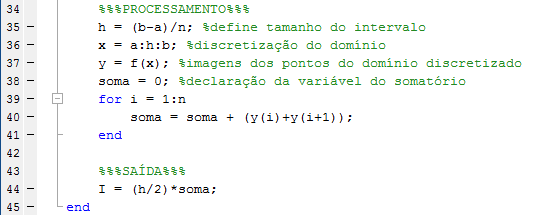 34 %%%PROCESSAMENTO%%%
35 h = (b-a)/n; %define tamanho do intervalo
36 x = a:h:b; %discretização do domínio
37 y = f(x); %imagens dos pontos do domínio discretizado
38 soma = 0; %declaração da variável do somatório
39 for i = 1:n
40 soma = soma + (y(i)+y(i+1));
41 end
42
43 %%%SAÍDA%%%
44 I = (h/2)*soma;
45 end